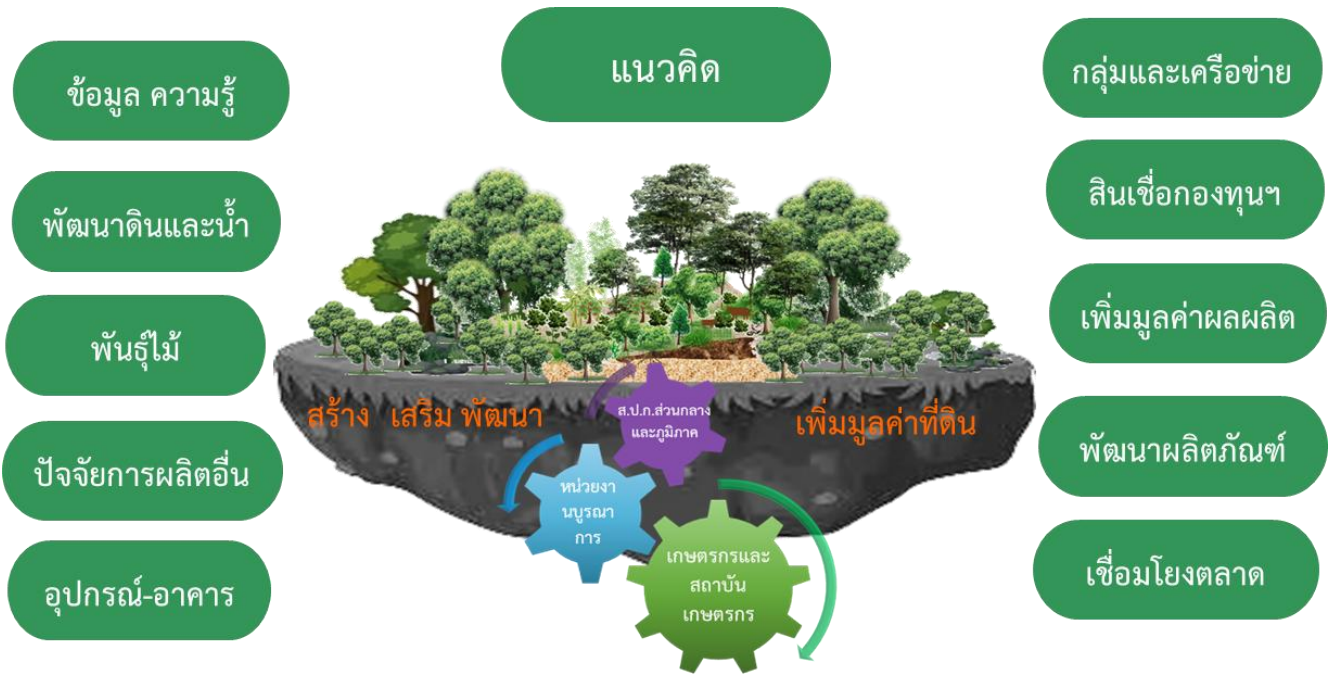 แนวคิด
ข้อมูล ความรู้
พัฒนาดินและน้ำ
พันธุ์ไม้
ปัจจัยการผลิตอื่น
อุปกรณ์-อาคาร
กลุ่มและเครือข่าย
สินเชื่อกองทุนฯ
เพิ่มมูลค่าผลผลิต
พัฒนาผลิตภัณฑ์
เชื่อมโยงตลาด
สร้าง เสริม พัฒนา
เพิ่มมูลค่าที่ดิน
ส.ป.ก.ส่วนกลาง
และภูมิภาค
หน่วยงา
นบูรณา
การ
เกษตรกรและ
สถาบัน
เกษตรกร